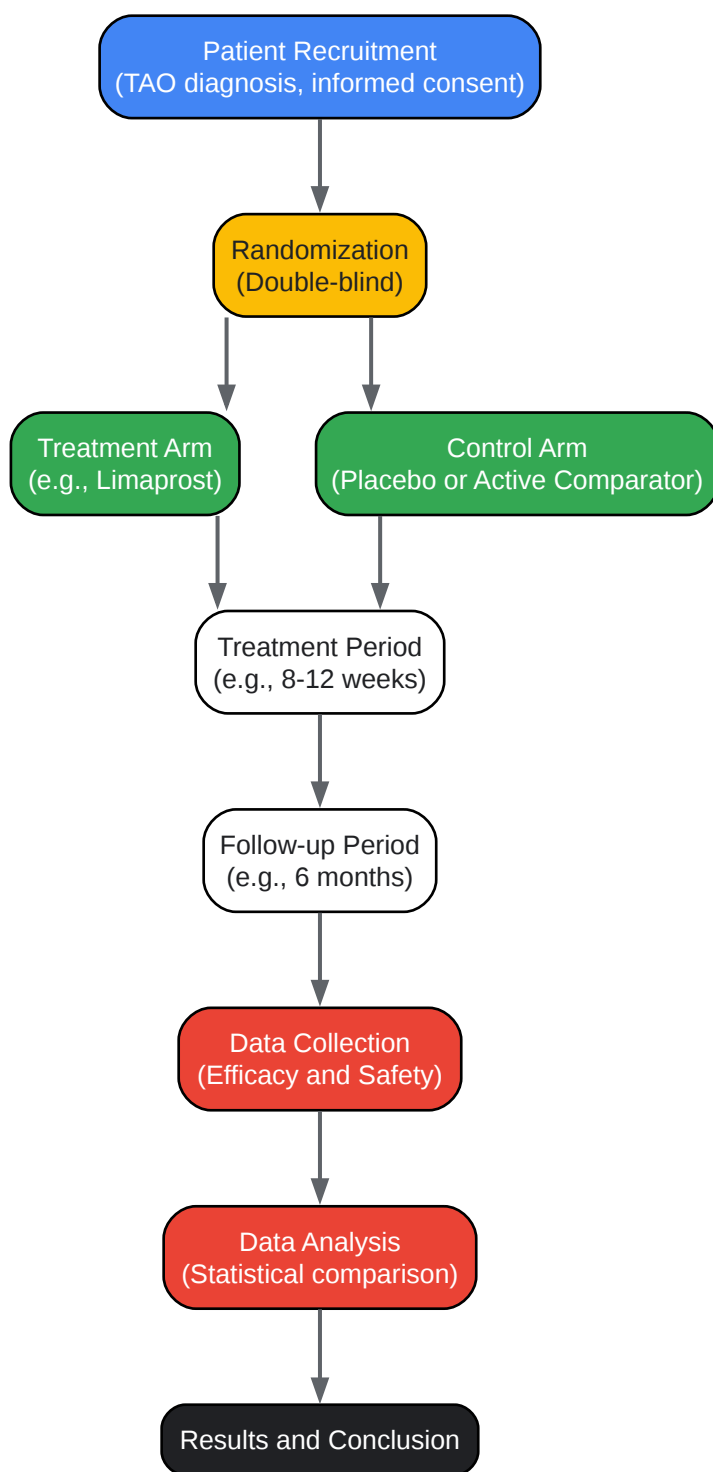 Patient Recruitment
(TAO diagnosis, informed consent)
Randomization
(Double-blind)
Treatment Arm
(e.g., Limaprost)
Control Arm
(Placebo or Active Comparator)
Treatment Period
(e.g., 8-12 weeks)
Follow-up Period
(e.g., 6 months)
Data Collection
(Efficacy and Safety)
Data Analysis
(Statistical comparison)
Results and Conclusion